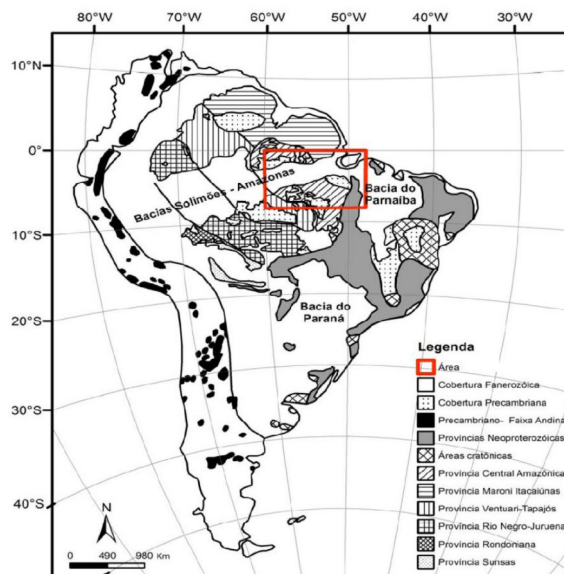 80°W 70°W 60°W 50°W 40°W 30°W
10°N
0°
10°S
20°S
30°S
40°S
Bacias Solimões - Amazonas
Bacia do
Parnaíba
Bacia do
Paraná
Legenda
Área
Cobertura Fanerozóica
Cobertura Precambriana
Precambriano- Faixa Andina
Províncias Neoproterozóicas
Áreas cratônicas
Província Central Amazônica
Província Maroni Itacaiúnas
Província Ventuari-Tapajós
Província Rio Negro-Juruena
Província Rondoniana
Província Sunsas
N
0 490 980 Km